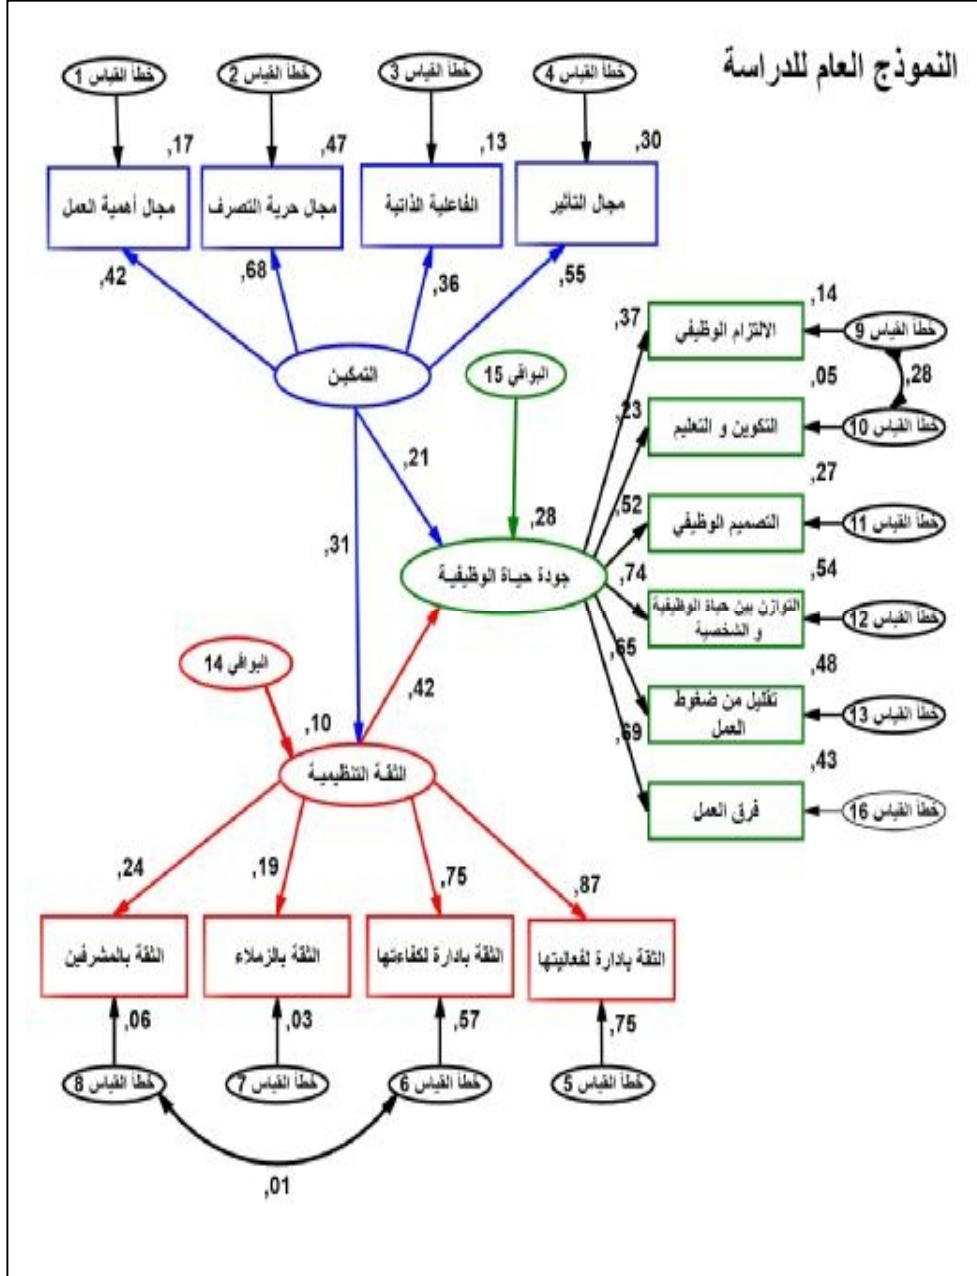 النموذج العام للدراسة
خطأ القياس 1
خطأ القياس 2
خطأ القياس 3
خطأ القياس 4
,17
,47
,13
,30
مجال أهمية العمل
مجال حرية التصرف
الفاعلية الذاتية
مجال التأثير
,42
,68
,36
,55
التمكين
البواقي 15
,21
,31
,28
جودة حياة الوظيفية
,37
,14
الالتزام الوظيفي
خطأ القياس 9
,28
,23
,05
التكوين و التعليم
خطأ القياس 10
,52
,27
التصميم الوظيفي
خطأ القياس 11
,74
,54
التوازن بين حياة الوظيفية
و الشخصية
خطأ القياس 12
,65
,48
تقليل من ضغوط
العمل
خطأ القياس 13
,69
,43
فرق العمل
خطأ القياس 16
البواقي 14
,42
,10
الثقة التنظيمية
,24
,19
,75
,87
الثقة بالمشرفين
الثقة بالزملاء
الثقة بادارة لكفاءتها
الثقة بادارة لفعاليتها
,06
,03
,57
,75
خطأ القياس 8
خطأ القياس 7
خطأ القياس 6
خطأ القياس 5
,01